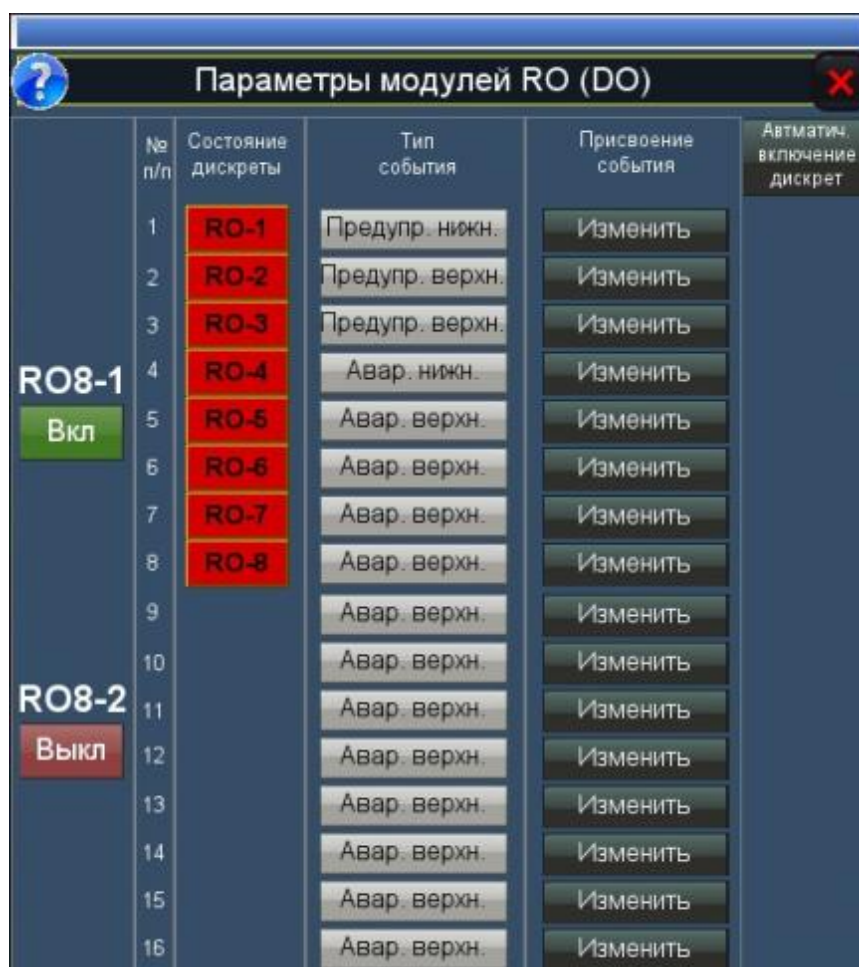 ?
Параметры модулей RO (DO)
№ п/п
Состояние дискреты
Тип события
Присвоение события
Автматич. включение дискрет
1 RO-1 Предупр. нижн. Изменить
2 RO-2 Предупр. верхн. Изменить
3 RO-3 Предупр. верхн. Изменить
RO8-1
4 RO-4 Авар. нижн. Изменить
Вкл
5 RO-5 Авар. верхн. Изменить
6 RO-6 Авар. верхн. Изменить
7 RO-7 Авар. верхн. Изменить
8 RO-8 Авар. верхн. Изменить
9 Авар. верхн. Изменить
10 Авар. верхн. Изменить
RO8-2
11 Авар. верхн. Изменить
Выкл
12 Авар. верхн. Изменить
13 Авар. верхн. Изменить
14 Авар. верхн. Изменить
15 Авар. верхн. Изменить
16 Авар. верхн. Изменить